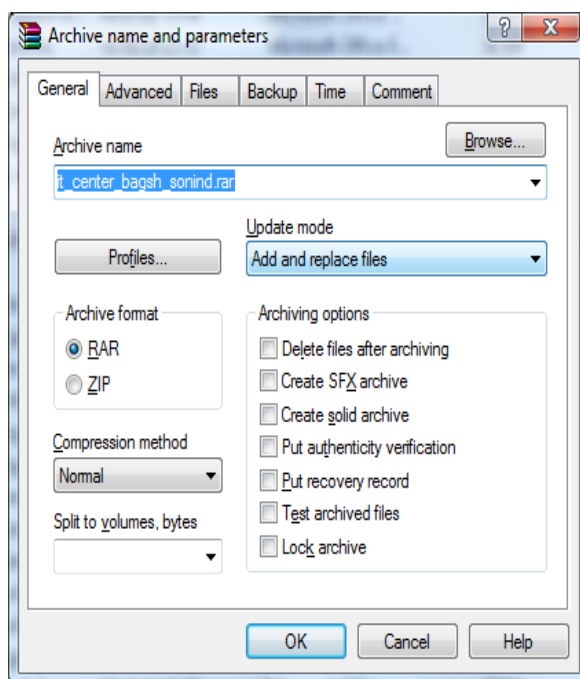 Archive name and parameters
General Advanced Files Backup Time Comment
Archive name
Browse...
it_center_bagsh_sonind.rar
Update mode
Profiles...
Add and replace files
Archive format
RAR
ZIP
Compression method
Normal
Split to volumes, bytes
Archiving options
Delete files after archiving
Create SFX archive
Create solid archive
Put authenticity verification
Put recovery record
Test archived files
Lock archive
OK Cancel Help